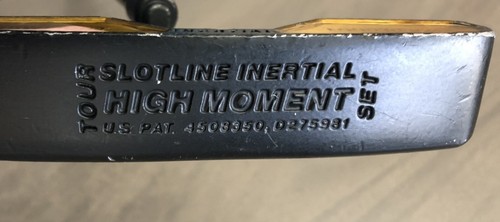 TOUR
SLOTLINE INERTIAL
HIGH MOMENT
U.S. PAT. 4508350, D275981
SET